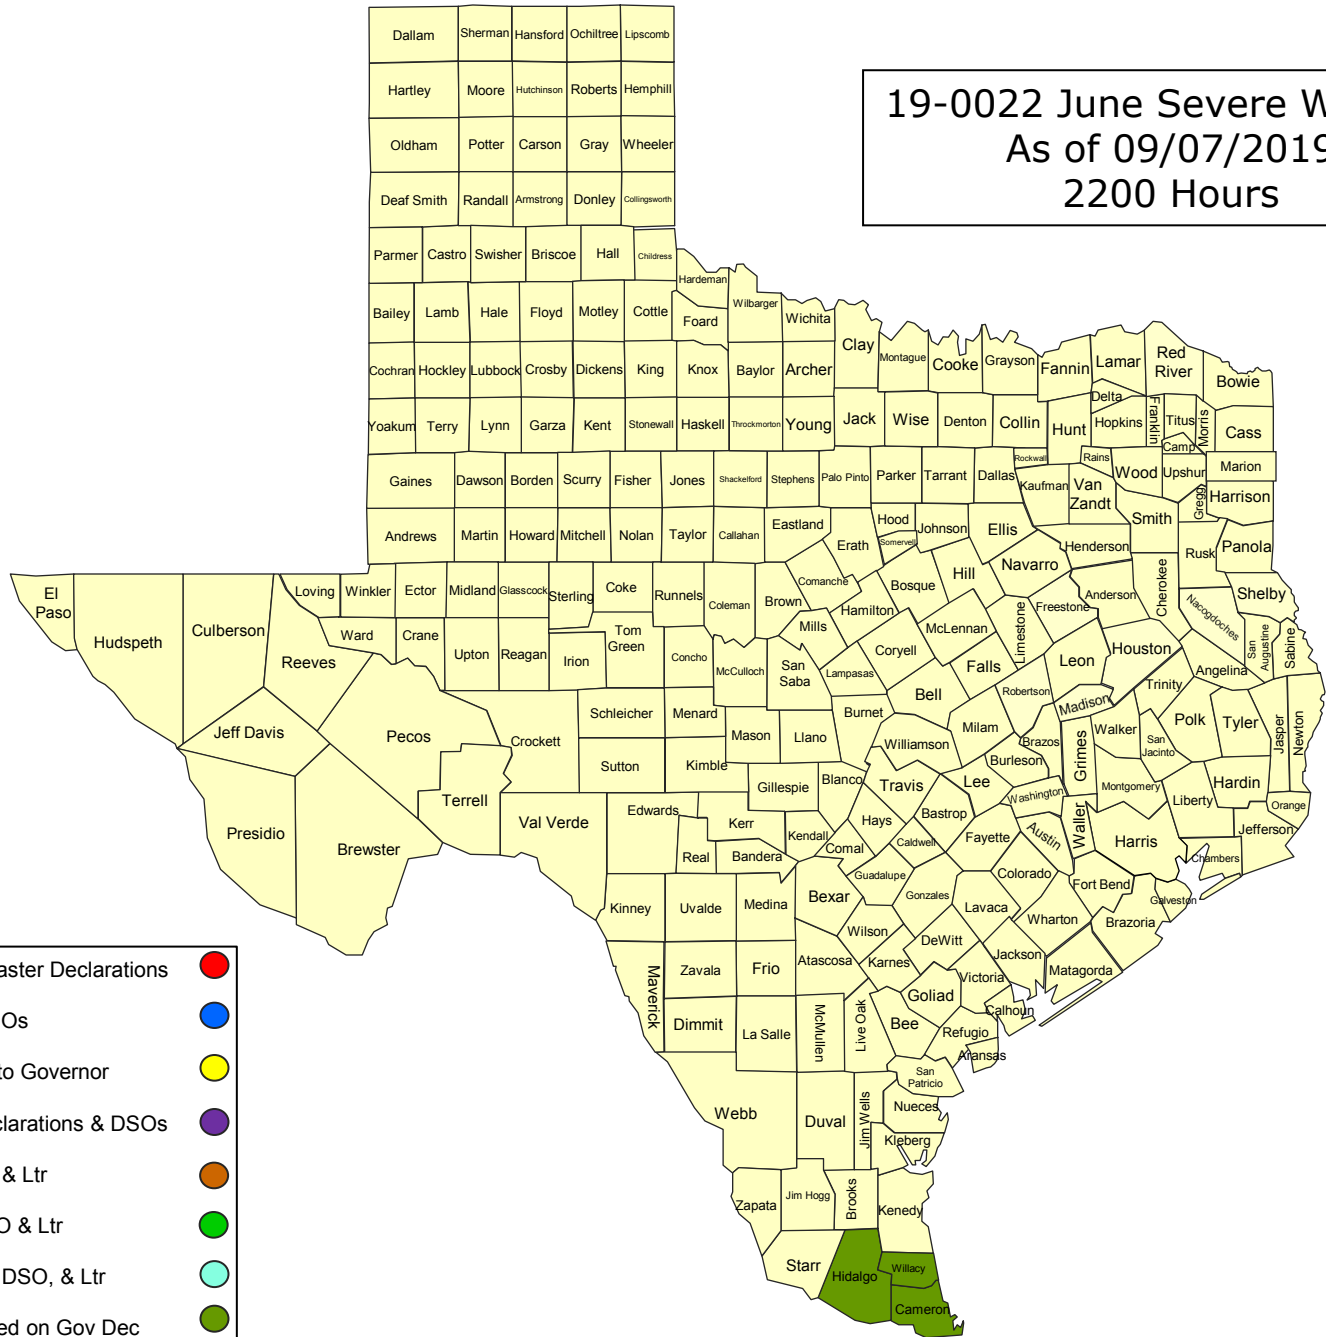 Dallam Sherman Hansford Ochiltree Lipscomb
Hartley Moore Hutchinson Roberts Hemphill
19-0022 June Severe W
As of 09/07/2019
2200 Hours
Oldham Potter Carson Gray Wheeler
Deaf Smith Randall Armstrong Donley Collingsworth
Parmer Castro Swisher Briscoe Hall Childress
Hardeman
Bailey Lamb Hale Floyd Motley Cottle Foard Wilbarger Wichita
Clay Montague Cooke Grayson Fannin Lamar Red River Bowie
Cochran Hockley Lubbock Crosby Dickens King Knox Baylor Archer
Delta
Yoakum Terry Lynn Garza Kent Stonewall Haskell Throckmorton Young Jack Wise Denton Collin Hunt Hopkins Franklin Titus Morris Cass
Camp
Rockwall Rains
Gaines Dawson Borden Scurry Fisher Jones Shackelford Stephens Palo Pinto Parker Tarrant Dallas Kaufman Van Zandt Wood Upshur Marion
Gregg Harrison
Andrews Martin Howard Mitchell Nolan Taylor Callahan Eastland Erath Hood Somervell Johnson Ellis Henderson Smith Rusk Panola
El Paso Hudspeth Culberson Loving Winkler Ector Midland Glasscock Sterling Coke Runnels Coleman Brown Comanche Hamilton Bosque Hill Navarro Freestone Anderson Cherokee Nacogdoches Shelby
Reeves Ward Crane Upton Reagan Irion Tom Green Concho McCulloch San Saba Mills Lampasas Coryell McLennan Limestone Falls Leon Houston Angelina San Augustine Sabine
Jeff Davis Pecos Crockett Schleicher Menard Mason Llano Burnet Bell Milam Robertson Madison Trinity Walker San Jacinto Polk Tyler Jasper Newton
Sutton Kimble Gillespie Blanco Williamson Travis Lee Burleson Brazos Grimes Washington Montgomery Liberty Hardin Orange
Presidio Brewster Terrell Val Verde Edwards Kerr Real Bandera Kendall Comal Hays Caldwell Bastrop Fayette Austin Waller Harris Chambers Jefferson
Kinney Uvalde Medina Bexar Guadalupe Gonzales Lavaca Colorado Wharton Fort Bend Brazoria Galveston
Maverick Zavala Frio Atascosa Wilson Karnes DeWitt Victoria Jackson Matagorda
Dimmit La Salle McMullen Live Oak Bee Goliad Refugio Calhoun Aransas
San Patricio
Webb Duval Jim Wells Nueces
Kleberg
Zapata Jim Hogg Brooks Kenedy
Starr Hidalgo Willacy
Cameron
aster Declarations
Os
to Governor
clarations & DSOs
& Ltr
O & Ltr
DSO, & Ltr
ed on Gov Dec